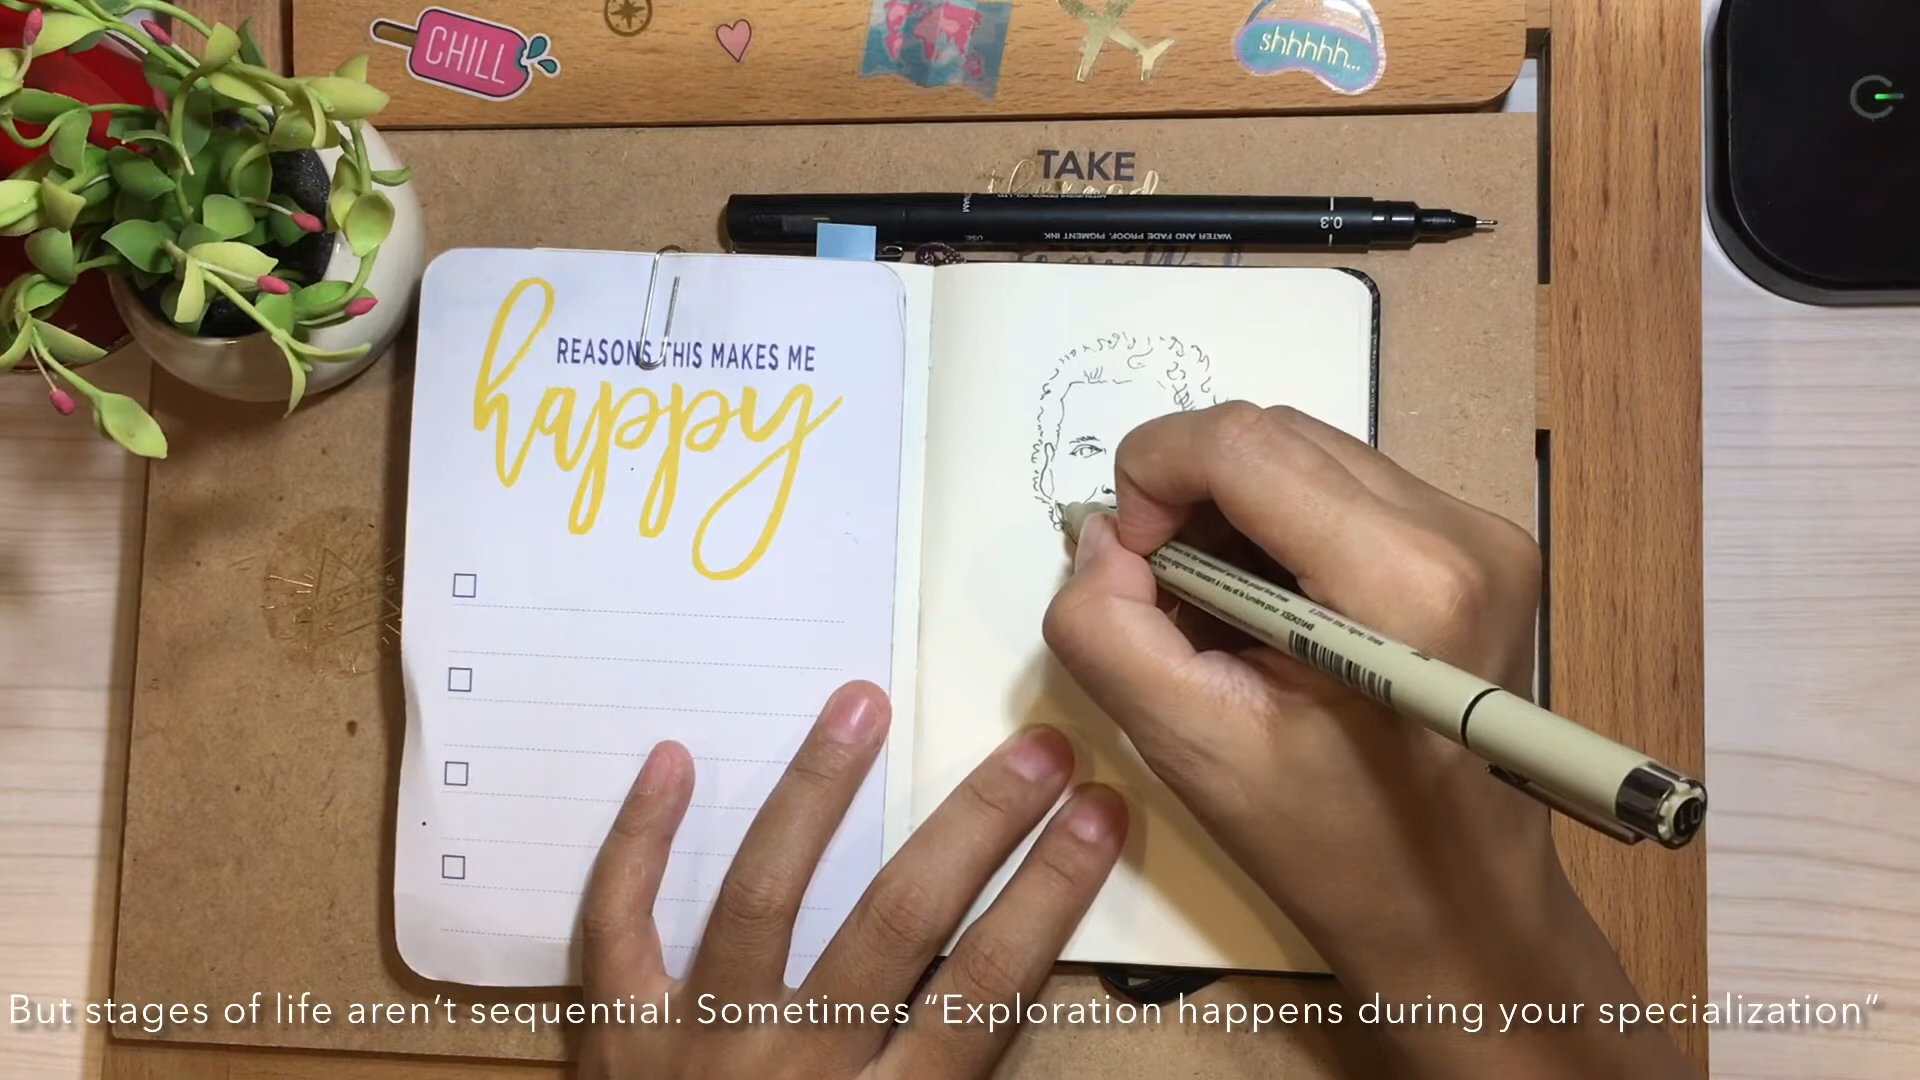 CHILL
shhhhh...
TAKE
0.3
WATER AND FADE PROOF, PIGMENT INK
USE
REASONS THIS MAKES ME
happy
But stages of life aren’t sequential. Sometimes “Exploration happens during your specialization”